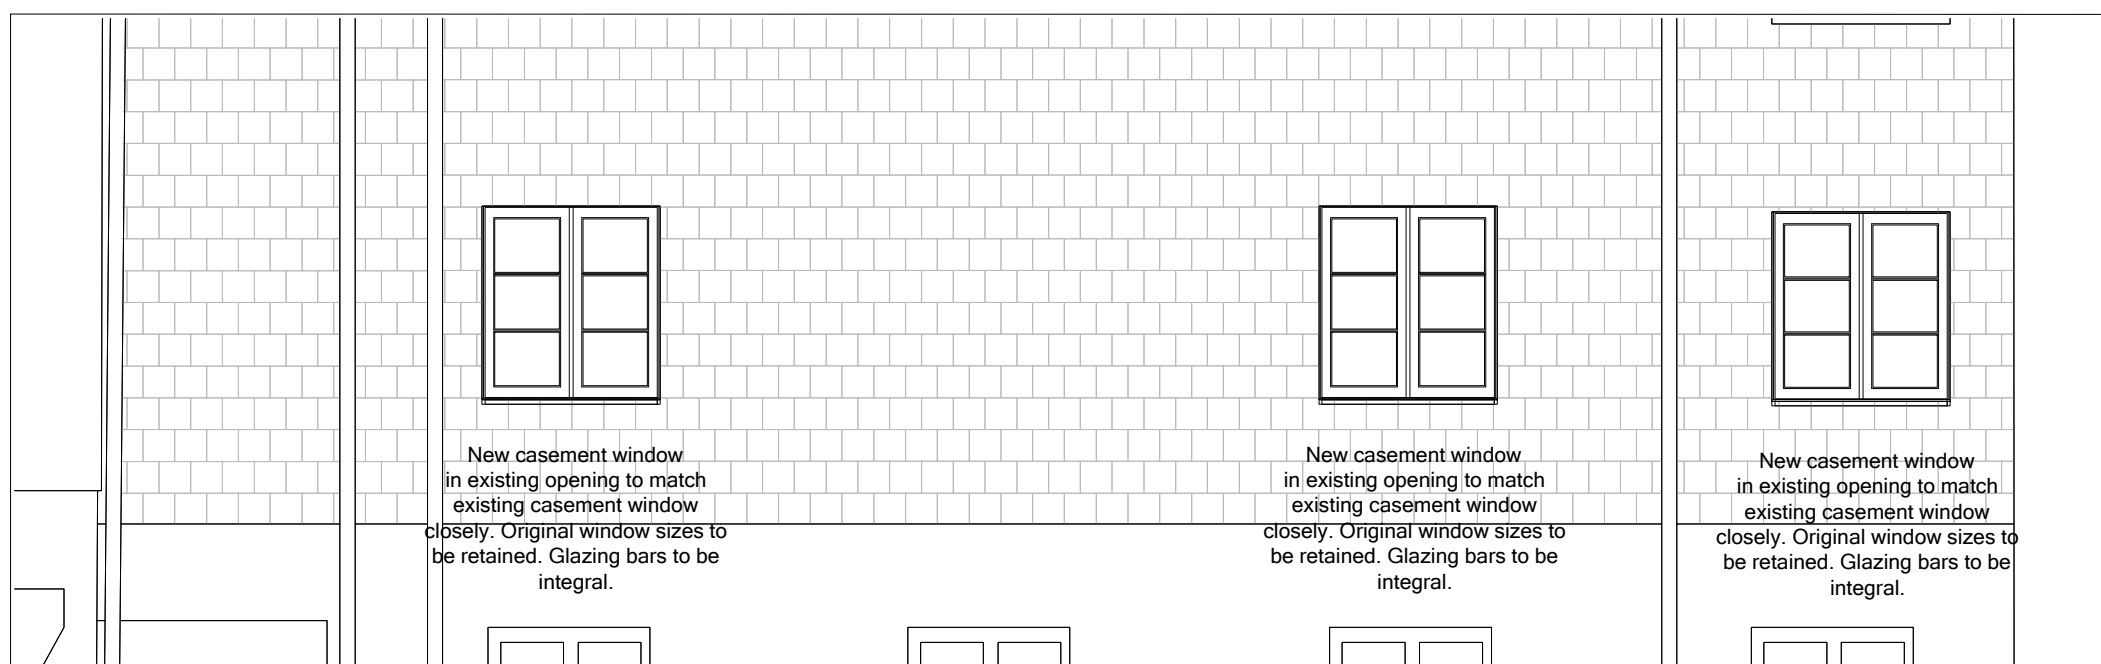 New casement window
in existing opening to match
existing casement window
closely. Original window sizes to
be retained. Glazing bars to be
integral.
New casement window
in existing opening to match
existing casement window
closely. Original window sizes to
be retained. Glazing bars to be
integral.
New casement window
in existing opening to match
existing casement window
closely. Original window sizes to
be retained. Glazing bars to be
integral.